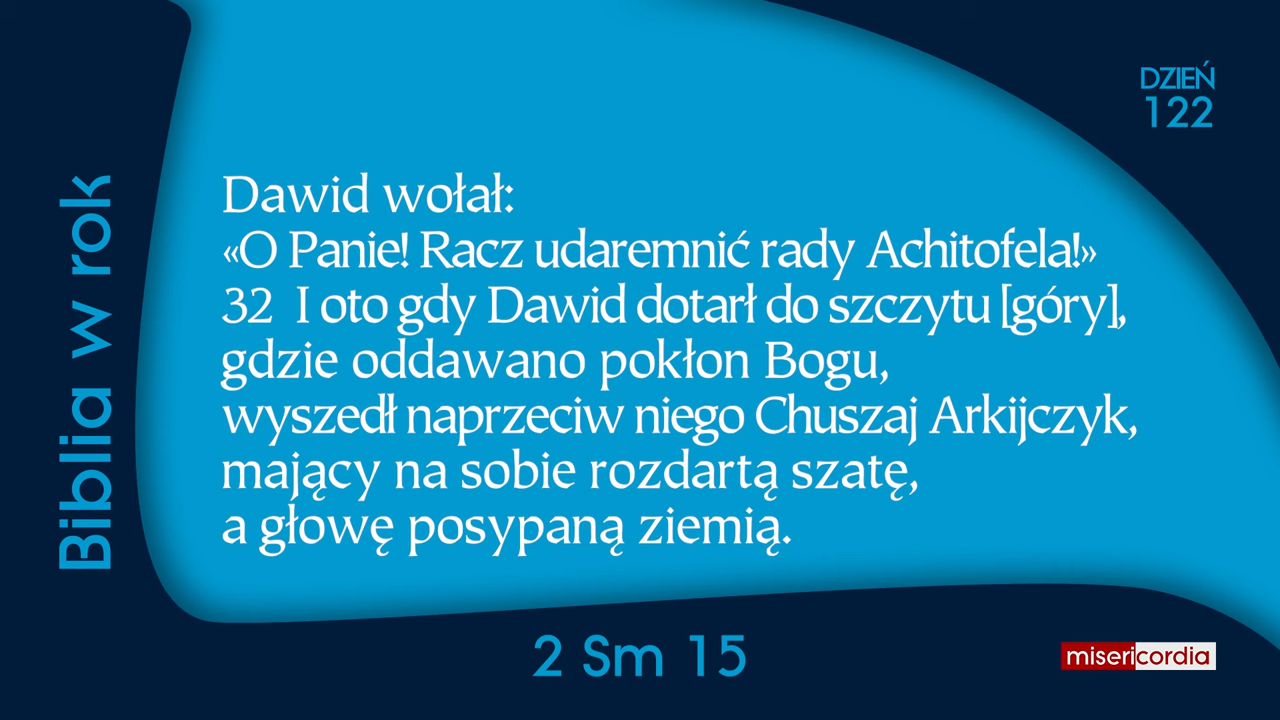 DZIEŃ
122
Biblia w rok
Dawid wołał:
«O Panie! Racz udaremnić rady Achitofela!»
32 I oto gdy Dawid dotarł do szczytu [góry],
gdzie oddawano pokłon Bogu,
wyszedł naprzeciw niego Chuszaj Arkijczyk,
mający na sobie rozdartą szatę,
a głowę posypaną ziemią.
2 Sm 15
misericordia